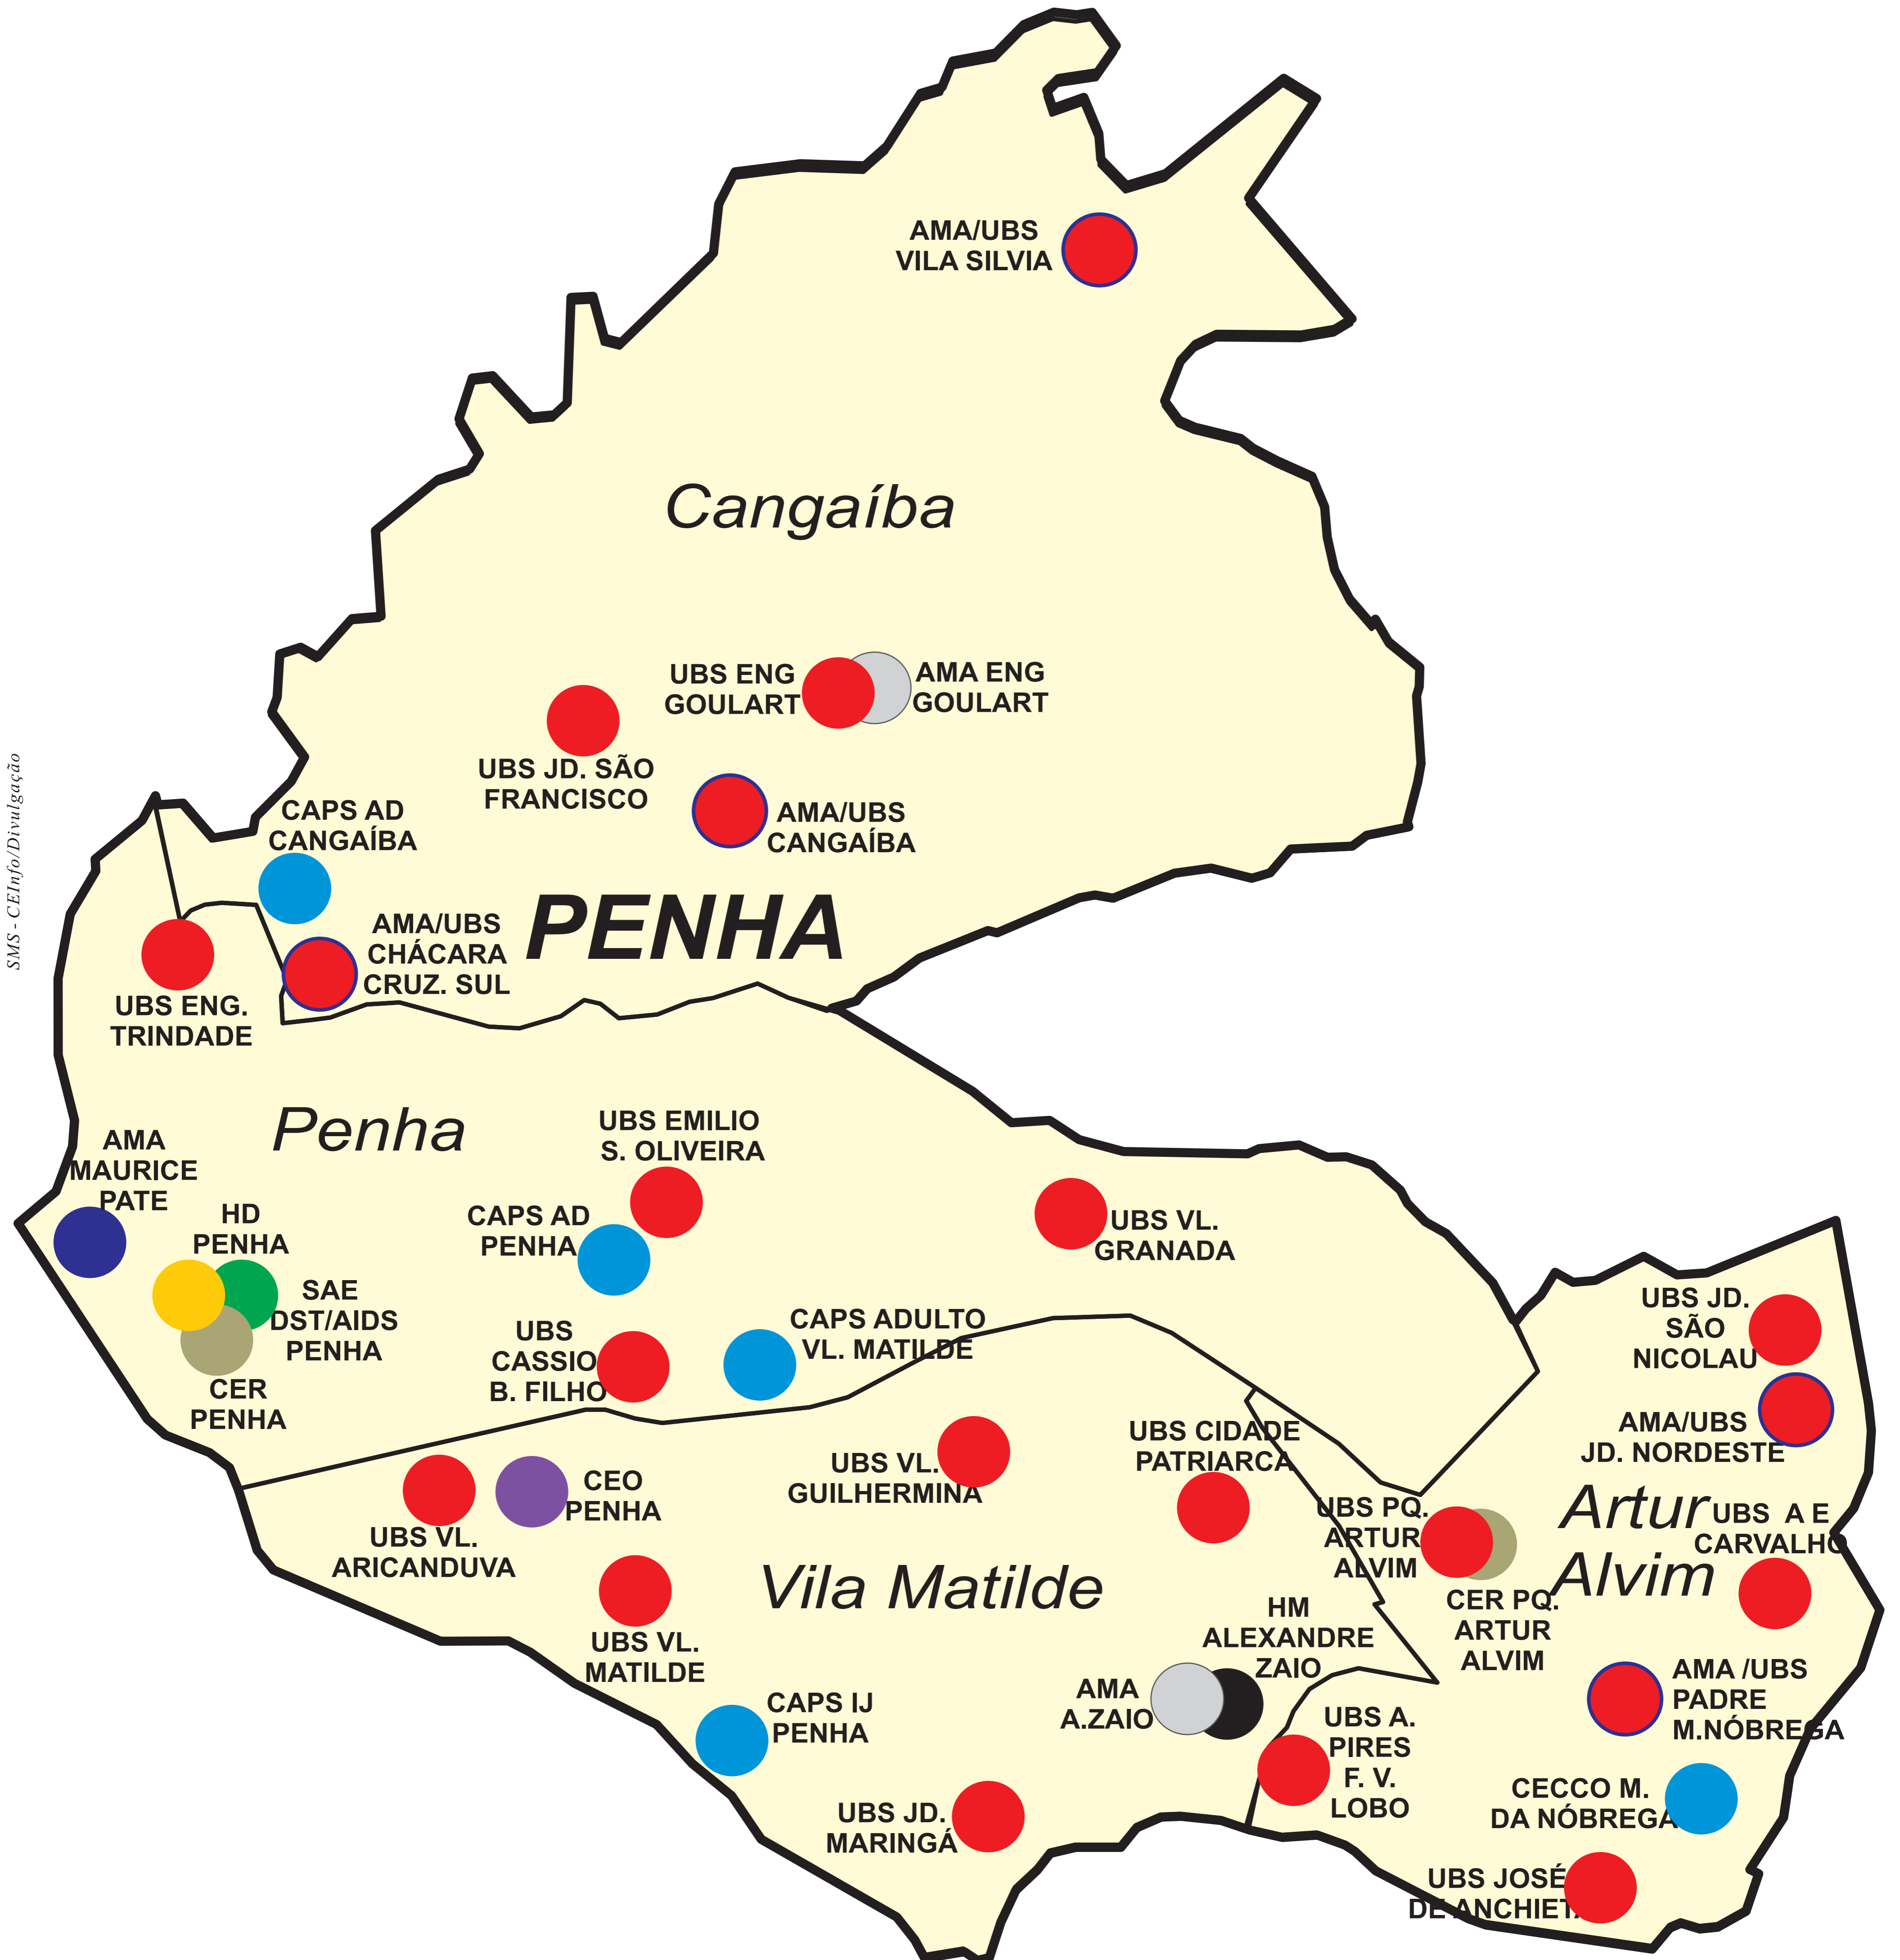 AMA/UBS
VILA SILVIA
Cangaíba
UBS ENG
GOULART
AMA ENG
GOULART
UBS JD. SÃO
FRANCISCO
AMA/UBS
CANGAÍBA
SMS - CEInfo/Divulgação
CAPS AD
CANGAÍBA
PENHA
AMA/UBS
CHÁCARA
CRUZ. SUL
UBS ENG.
TRINDADE
Penha
AMA
MAURICE
PATE
HD
PENHA
SAE
DST/AIDS
PENHA
CER
PENHA
UBS EMILIO
S. OLIVEIRA
CAPS AD
PENHA
UBS
CASSIO
B. FILHO
CAPS ADULTO
VL. MATILDE
UBS VL.
GRANADA
UBS JD.
SÃO
NICOLAU
AMA/UBS
JD. NORDESTE
UBS CIDADE
PATRIARCA
UBS VL.
GUILHERMINA
CEO
PENHA
UBS VL.
ARICANDUVA
UBS VL.
MATILDE
Vila Matilde
UBS PQ.
ARTUR
ALVIM
Artur
Alvim
UBS A E
CARVALHO
CER PQ.
ARTUR
ALVIM
HM
ALEXANDRE
ZAIO
AMA
A.ZAIO
AMA /UBS
PADRE
M.NÓBREGA
CAPS IJ
PENHA
UBS A.
PIRES
F. V.
LOBO
CECCO M.
DA NÓBREGA
UBS JD.
MARINGÁ
UBS JOSÉ
DE ANCHIETA